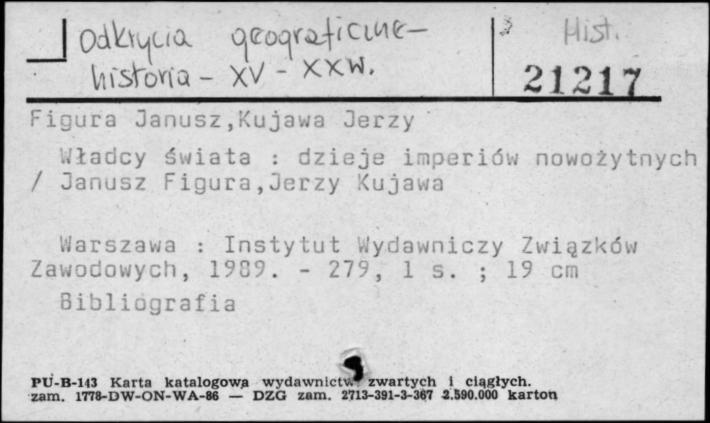 Odkrycia geograficzne -
historia - XV - XX w.
Hist.
21217
Figura Janusz,Kujawa Jerzy
Władcy świata : dzieje imperiów nowożytnych
/ Janusz Figura,Jerzy Kujawa
Warszawa : Instytut Wydawniczy Związków
Zawodowych, 1989. - 279, 1 s. ; 19 cm
Bibliografia
PU-B-143 Karta katalogowa wydawnictw zwartych i ciągłych.
zam. 1778-DW-ON-WA-86 — DZG zam. 2713-391-3-367 2.590.000 karton